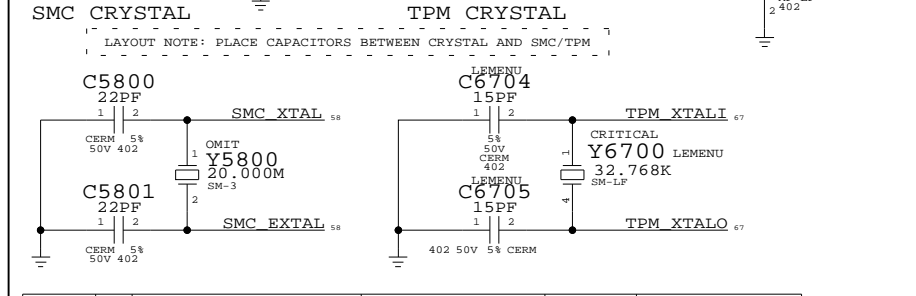 SMC CRYSTAL
TPM CRYSTAL
2 402
LAYOUT NOTE: PLACE CAPACITORS BETWEEN CRYSTAL AND SMC/TPM
C5800
22PF
1 2
CERM 5%
50V 402
SMC_XTAL 58
OMIT
1
Y5800
20.000M
SM-3
2
C5801
22PF
1 2
CERM 5%
50V 402
SMC_EXTAL 58
LEMENU
C6704
15PF
1 2
5%
50V
CERM
402
TPM_XTALI 67
CRITICAL
1
Y6700 LEMENU
32.768K
SM-LF
4
LEMENU
C6705
15PF
1 2
402 50V 5% CERM
TPM_XTALO 67